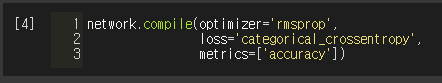 [4] 1 network.compile(optimizer='rmsprop',
2 loss='categorical_crossentropy',
3 metrics=['accuracy'])